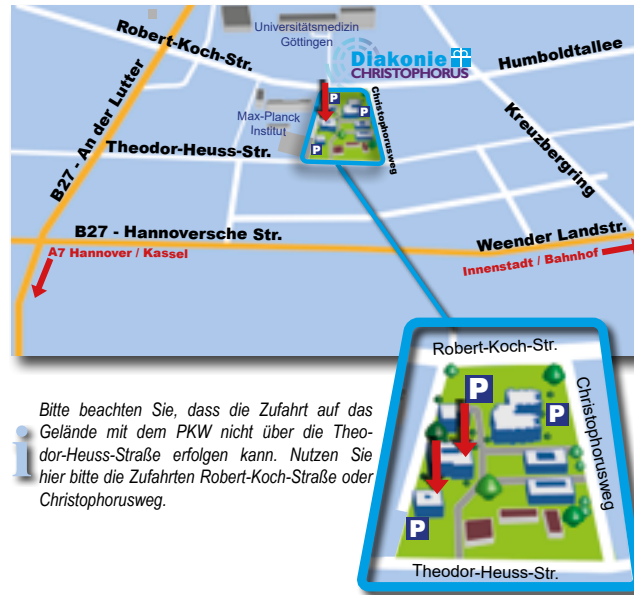 Universitätsmedizin
Göttingen
Robert-Koch-Str.
Diakonie
CHRISTOPHORUS
Humboldtallee
B27 - An der Lutter
Max-Planck
Institut
P
P
P
Christophorusweg
Kreuzbergring
Theodor-Heuss-Str.
B27 - Hannoversche Str.
Weender Landstr.
A7 Hannover / Kassel
Innenstadt / Bahnhof
Robert-Koch-Str.
P
P
Christophorusweg
P
Theodor-Heuss-Str.
i
Bitte beachten Sie, dass die Zufahrt auf das
Gelände mit dem PKW nicht über die Theo-
dor-Heuss-Straße erfolgen kann. Nutzen Sie
hier bitte die Zufahrten Robert-Koch-Straße oder
Christophorusweg.